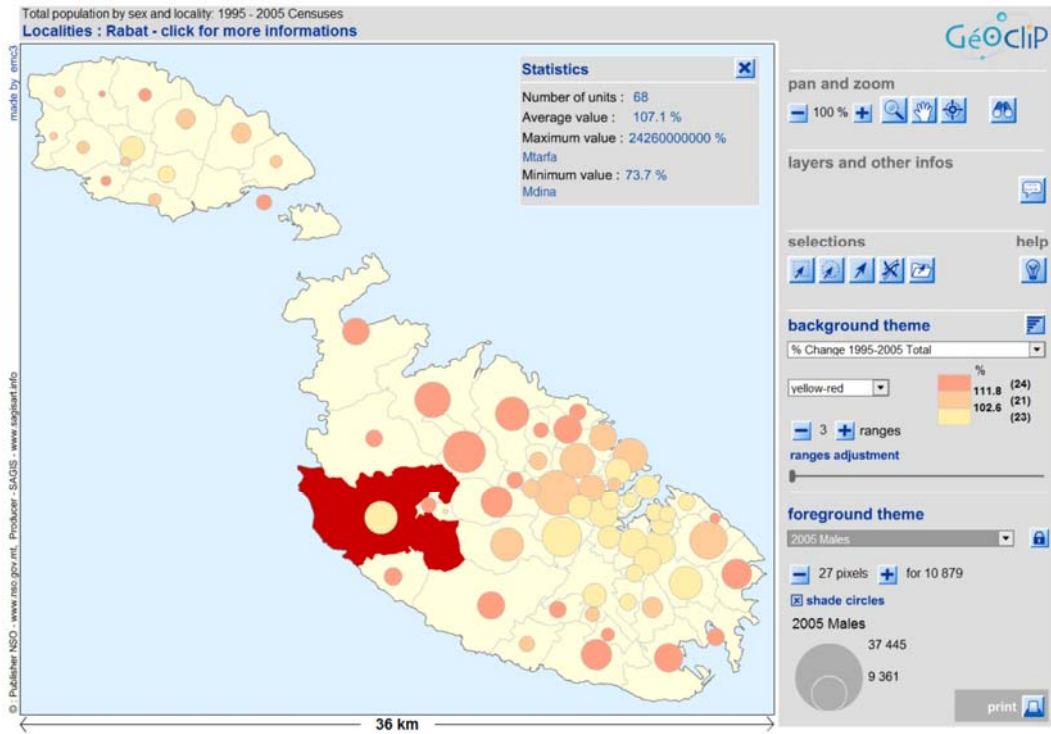 Total population by sex and locality: 1995 - 2005 Censuses
Localities : Rabat - click for more informations
made by emc3
Statistics
Number of units : 68
Average value : 107.1 %
Maximum value : 24260000000 %
Mtarfa
Minimum value : 73.7 %
Mdina
© : Publisher NSO - www.nso.gov.mt, Producer - SAGIS - www.sagisart.info
36 km
GéOclip
pan and zoom
100 %
layers and other infos
selections help
background theme
% Change 1995-2005 Total
%
yellow-red
111.8 (24)
102.6 (21)
(23)
3 ranges
ranges adjustment
foreground theme
2005 Males
27 pixels for 10 879
shade circles
2005 Males
37 445
9 361
print